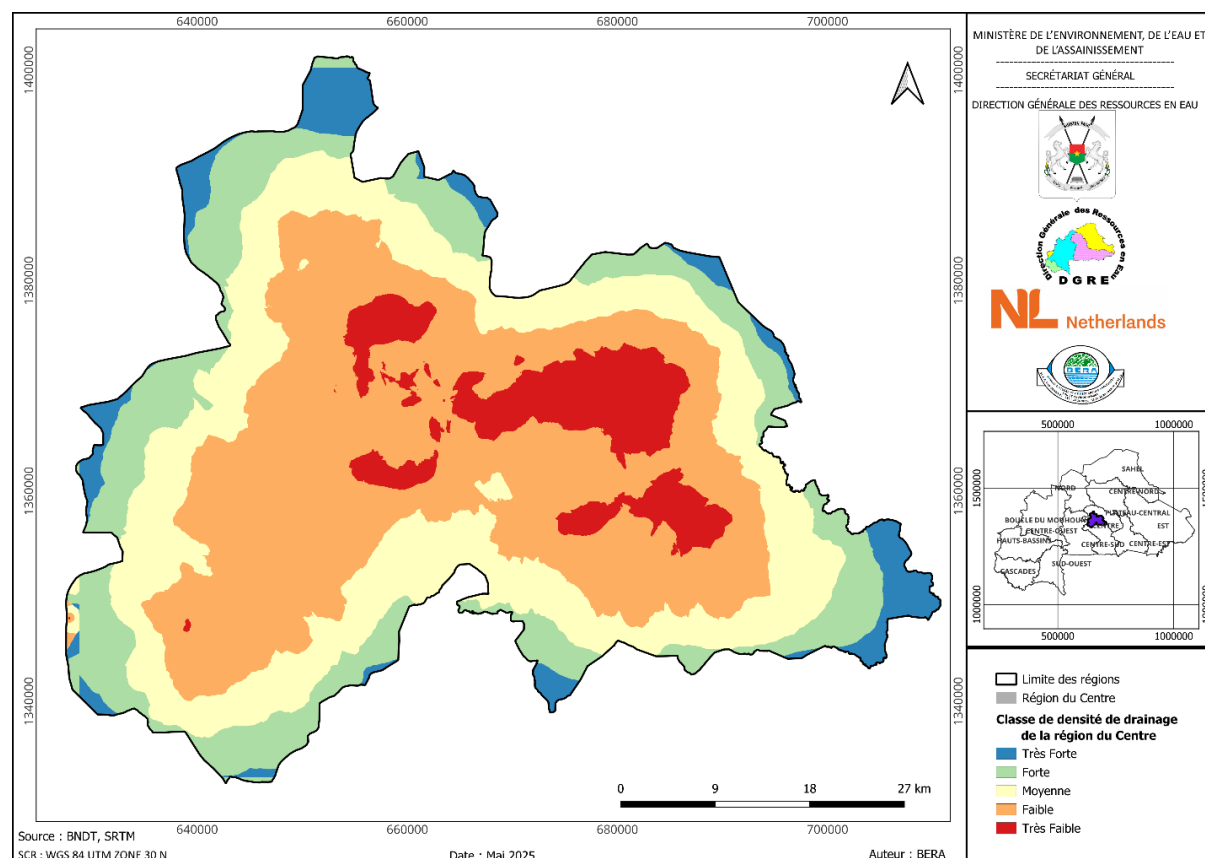 640000
660000
680000
700000
1400000
1380000
1360000
1340000
1400000
1380000
1360000
1340000
640000
660000
680000
700000
0
9
18
27 km
Source : BNDT, SRTM
SCR : WGS 84 UTM ZONE 30 N
Date : Mai 2025
Auteur : BERA
MINISTÈRE DE L'ENVIRONNEMENT, DE L'EAU ET
DE L'ASSAINISSEMENT
SECRÉTARIAT GÉNÉRAL
DIRECTION GÉNÉRALE DES RESSOURCES EN EAU
Direction Générale des Ressources en Eau
DGRE
NL Netherlands
BERA
500000
1000000
1500000
1000000
SAHEL
NORD
CENTRE-NORD
PLATEAU-CENTRAL
BOUCLE DU MOUHOUN
CENTRE
EST
CENTRE-OUEST
HAUTS-BASSINS
CENTRE-SUD
CENTRE-EST
SUD-OUEST
CASCADES
500000
1000000
Limite des régions
Région du Centre
Classe de densité de drainage
de la région du Centre
Très Forte
Forte
Moyenne
Faible
Très Faible